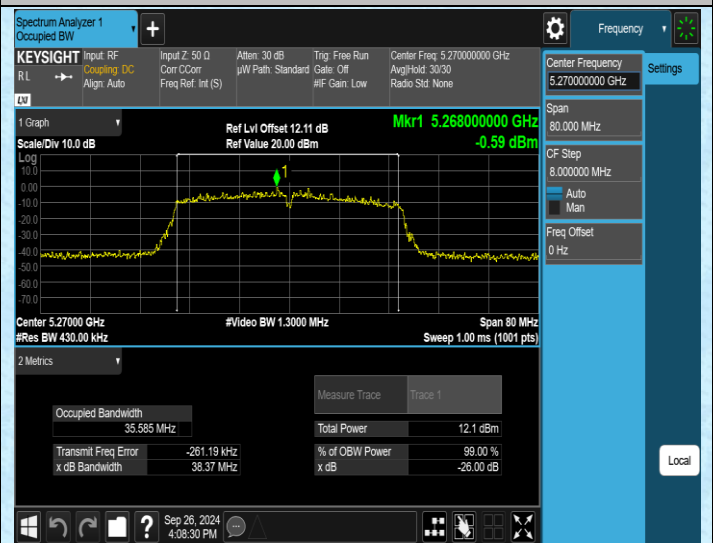 Spectrum Analyzer 1
Occupied BW
Frequency
KEYSIGHT
Input: RF
Coupling: DC
Align: Auto
RL
LXI
Input Z: 50 Ω
Corr CCorr
Freq Ref: Int (S)
Atten: 30 dB
µW Path: Standard
Trig: Free Run
Gate: Off
#IF Gain: Low
Center Freq: 5.270000000 GHz
Avg|Hold: 30/30
Radio Std: None
Center Frequency
5.270000000 GHz
Settings
Span
80.000 MHz
CF Step
8.000000 MHz
Auto
Man
Freq Offset
0 Hz
1 Graph
Scale/Div 10.0 dB
Ref Lvl Offset 12.11 dB
Ref Value 20.00 dBm
Mkr1 5.268000000 GHz
-0.59 dBm
Log
10.0
0.00
-10.0
-20.0
-30.0
-40.0
-50.0
-60.0
-70.0
1
Center 5.27000 GHz
#Res BW 430.00 kHz
#Video BW 1.3000 MHz
Span 80 MHz
Sweep 1.00 ms (1001 pts)
2 Metrics
Measure Trace
Trace 1
Occupied Bandwidth
35.585 MHz
Total Power
12.1 dBm
Transmit Freq Error
-261.19 kHz
% of OBW Power
99.00 %
x dB Bandwidth
38.37 MHz
x dB
-26.00 dB
Local
?
Sep 26, 2024
4:08:30 PM